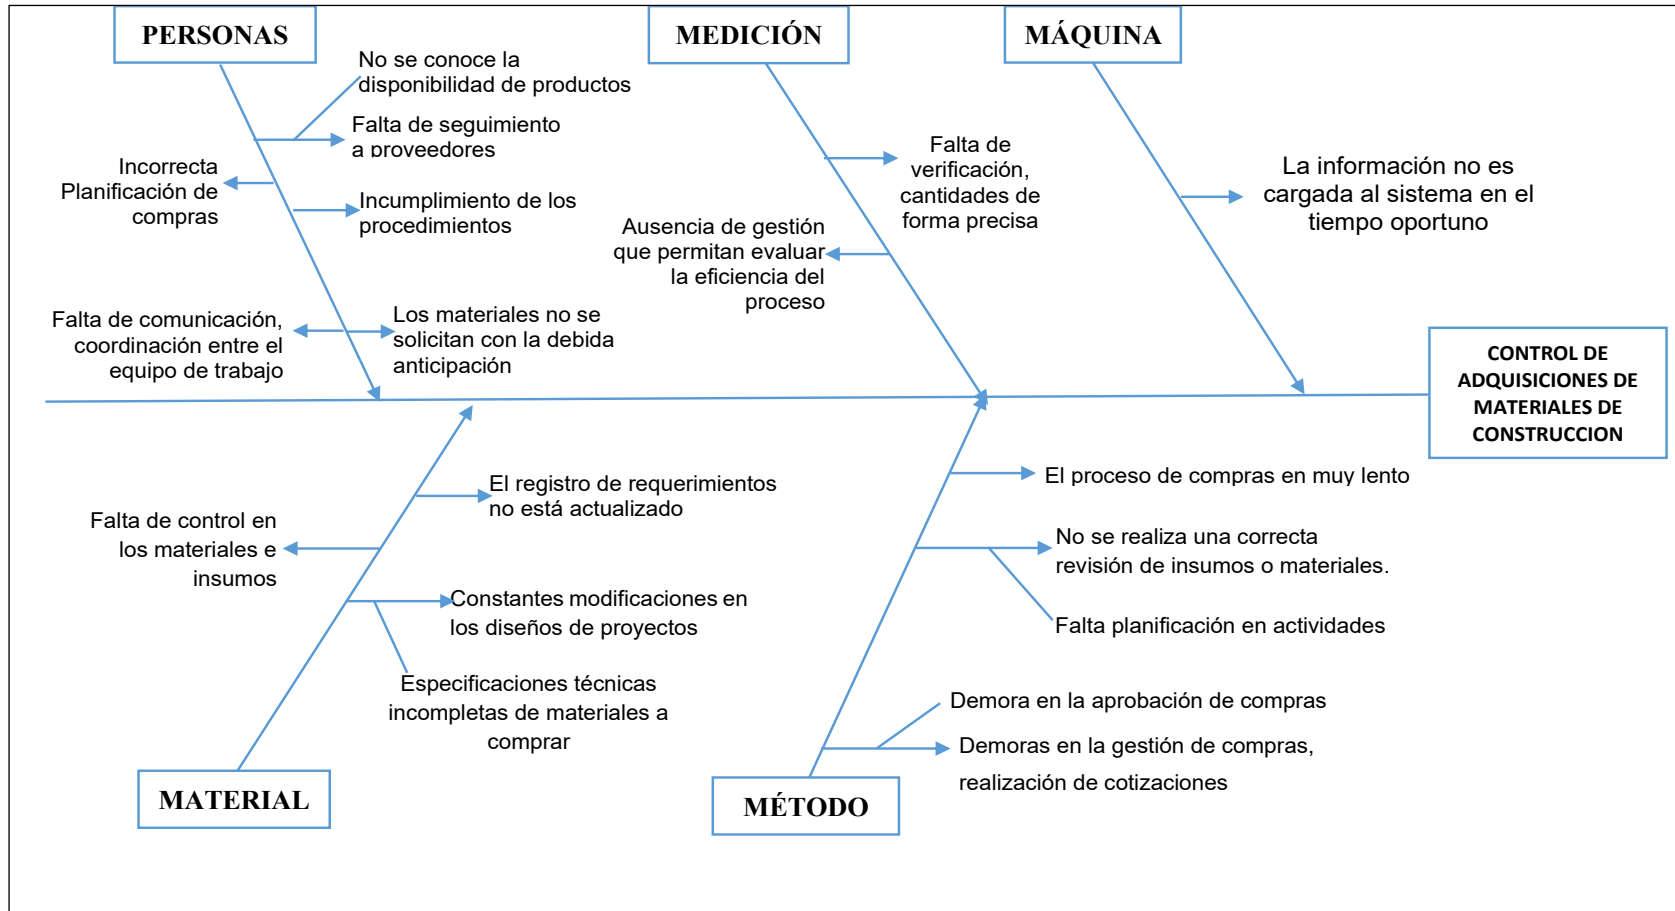 PERSONAS
MEDICIÓN
MÁQUINA
No se conoce la
disponibilidad de productos
Falta de seguimiento
a proveedores
Incorrecta
Planificación de
compras
Incumplimiento de los
procedimientos
Falta de comunicación,
coordinación entre el
equipo de trabajo
Los materiales no se
solicitan con la debida
anticipación
Falta de
verificación,
cantidades de
forma precisa
Ausencia de gestión
que permitan evaluar
la eficiencia del
proceso
La información no es
cargada al sistema en el
tiempo oportuno
CONTROL DE
ADQUISICIONES DE
MATERIALES DE
CONSTRUCCION
El registro de requerimientos
no está actualizado
Falta de control en
los materiales e
insumos
Constantes modificaciones en
los diseños de proyectos
Especificaciones técnicas
incompletas de materiales a
comprar
El proceso de compras en muy lento
No se realiza una correcta
revisión de insumos o materiales.
Falta planificación en actividades
Demora en la aprobación de compras
Demoras en la gestión de compras,
realización de cotizaciones
MATERIAL
MÉTODO